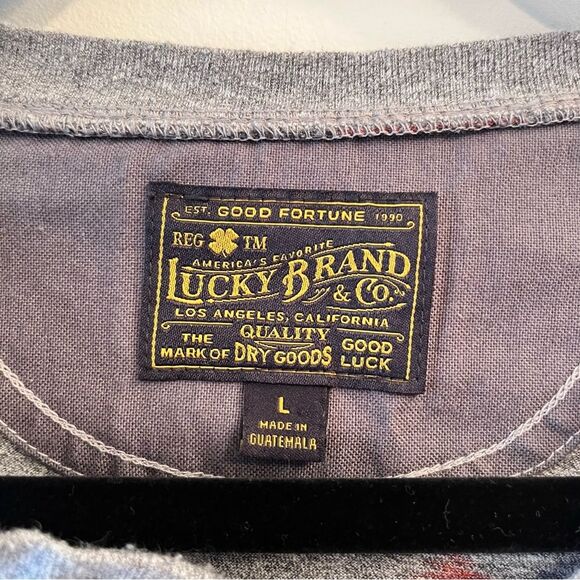 EST. GOOD FORTUNE 1990
REG TM
AMERICA'S FAVORITE
LUCKY BRAND & CO.
LOS ANGELES, CALIFORNIA
QUALITY
THE MARK OF DRY GOODS GOOD LUCK
L
MADE IN
GUATEMALA